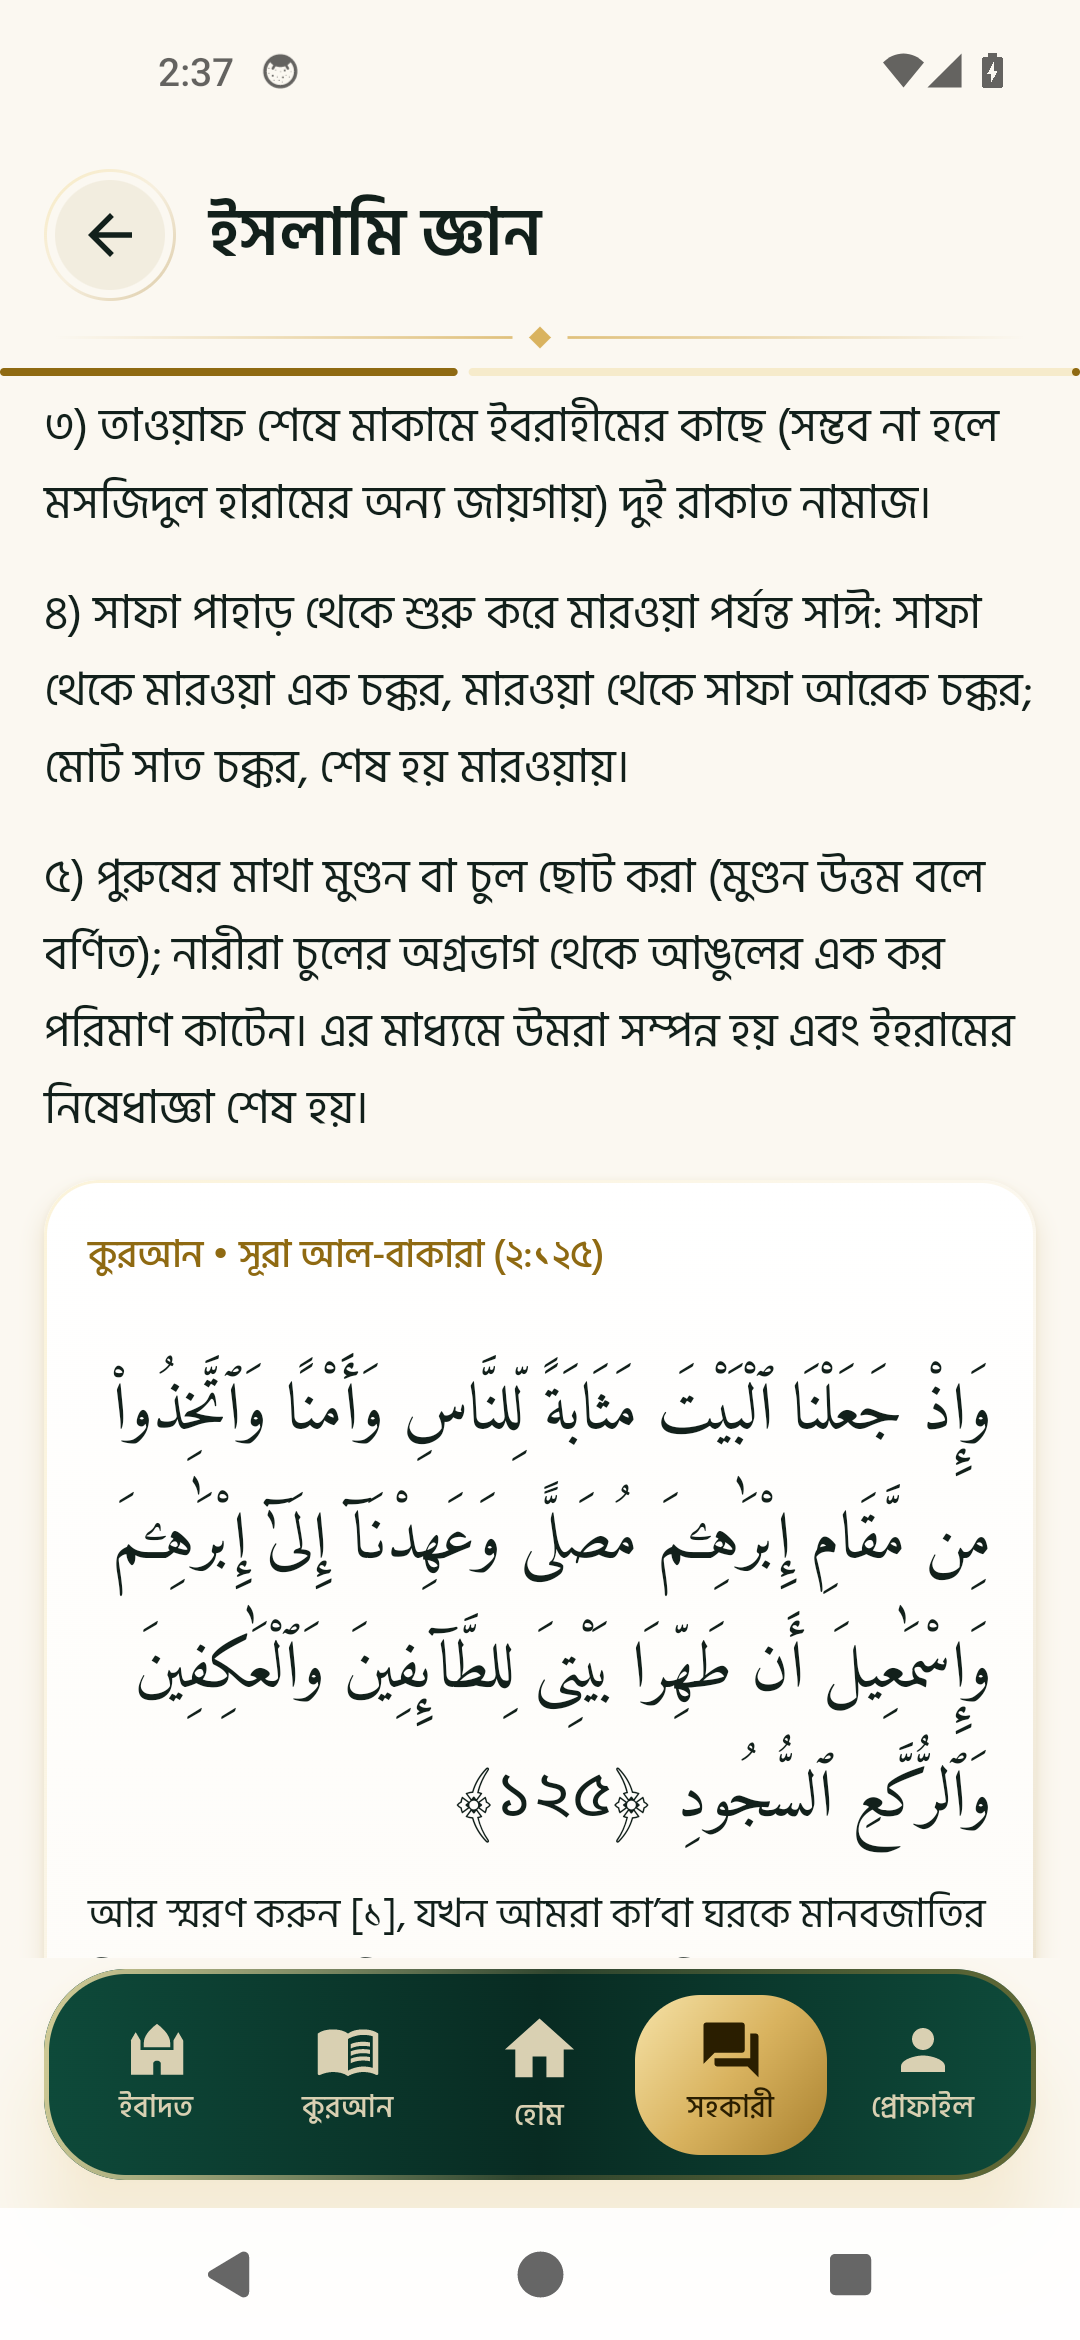 2:37
ইসলামি জ্ঞান
৩) তাওয়াফ শেষে মাকামে ইবরাহীমের কাছে (সম্ভব না হলে
মসজিদুল হারামের অন্য জায়গায়) দুই রাকাত নামাজ।
৪) সাফা পাহাড় থেকে শুরু করে মারওয়া পর্যন্ত সাঈ: সাফা
থেকে মারওয়া এক চক্কর, মারওয়া থেকে সাফা আরেক চক্কর;
মোট সাত চক্কর, শেষ হয় মারওয়ায়।
৫) পুরুষের মাথা মুণ্ডন বা চুল ছোট করা (মুণ্ডন উত্তম বলে
বর্ণিত); নারীরা চুলের অগ্রভাগ থেকে আঙুলের এক কর
পরিমাণ কাটেন। এর মাধ্যমে উমরা সম্পন্ন হয় এবং ইহরামের
নিষেধাজ্ঞা শেষ হয়।
কুরআন • সূরা আল-বাকারা (২:১২৫)
وَإِذْ جَعَلْنَا ٱلْبَيْتَ مَثَابَةً لِّلنَّاسِ وَأَمْنًا وَٱتَّخِذُوا۟
مِن مَّقَامِ إِبْرَٰهِـۧمَ مُصَلًّى وَعَهِدْنَآ إِلَىٰٓ إِبْرَٰهِـۧمَ
وَإِسْمَـٰعِيلَ أَن طَهِّرَا بَيْتِىَ لِلطَّآئِفِينَ وَٱلْعَـٰكِفِينَ
وَٱلرُّكَّعِ ٱلسُّجُودِ ﴿১২৫﴾
আর স্মরণ করুন [১], যখন আমরা কা‘বা ঘরকে মানবজাতির
ইবাদত
কুরআন
হোম
সহকারী
প্রোফাইল